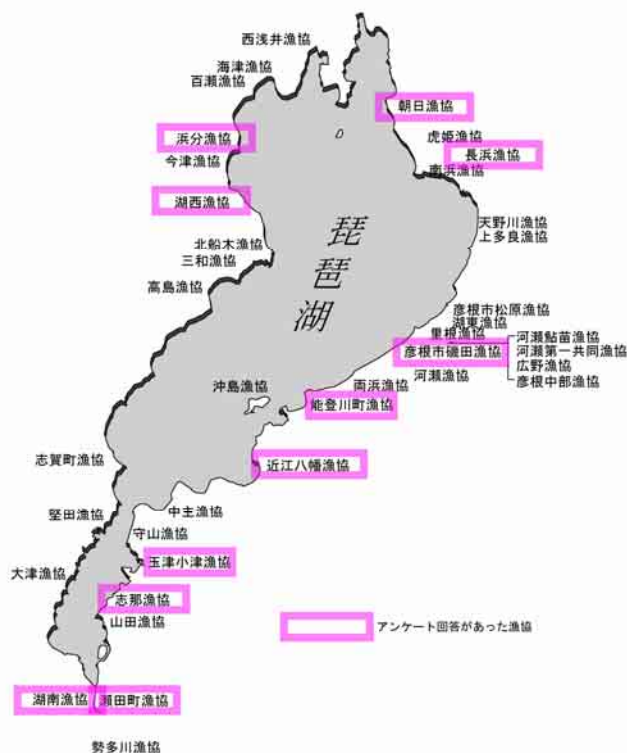 西浅井漁協
海津漁協
百瀬漁協
朝日漁協
浜分漁協
虎姫漁協
今津漁協
長浜漁協
南浜漁協
湖西漁協
天野川漁協
上多良漁協
北船木漁協
三和漁協
琵琶湖
高島漁協
彦根市松原漁協
湖東漁協
里根漁協
河瀬鮎苗漁協
彦根市磯田漁協
河瀬第一共同漁協
広野漁協
河瀬漁協
彦根中部漁協
沖島漁協
両浜漁協
能登川町漁協
志賀町漁協
近江八幡漁協
中主漁協
堅田漁協
守山漁協
玉津小津漁協
大津漁協
志那漁協
山田漁協
アンケート回答があった漁協
湖南漁協
瀬田町漁協
勢多川漁協